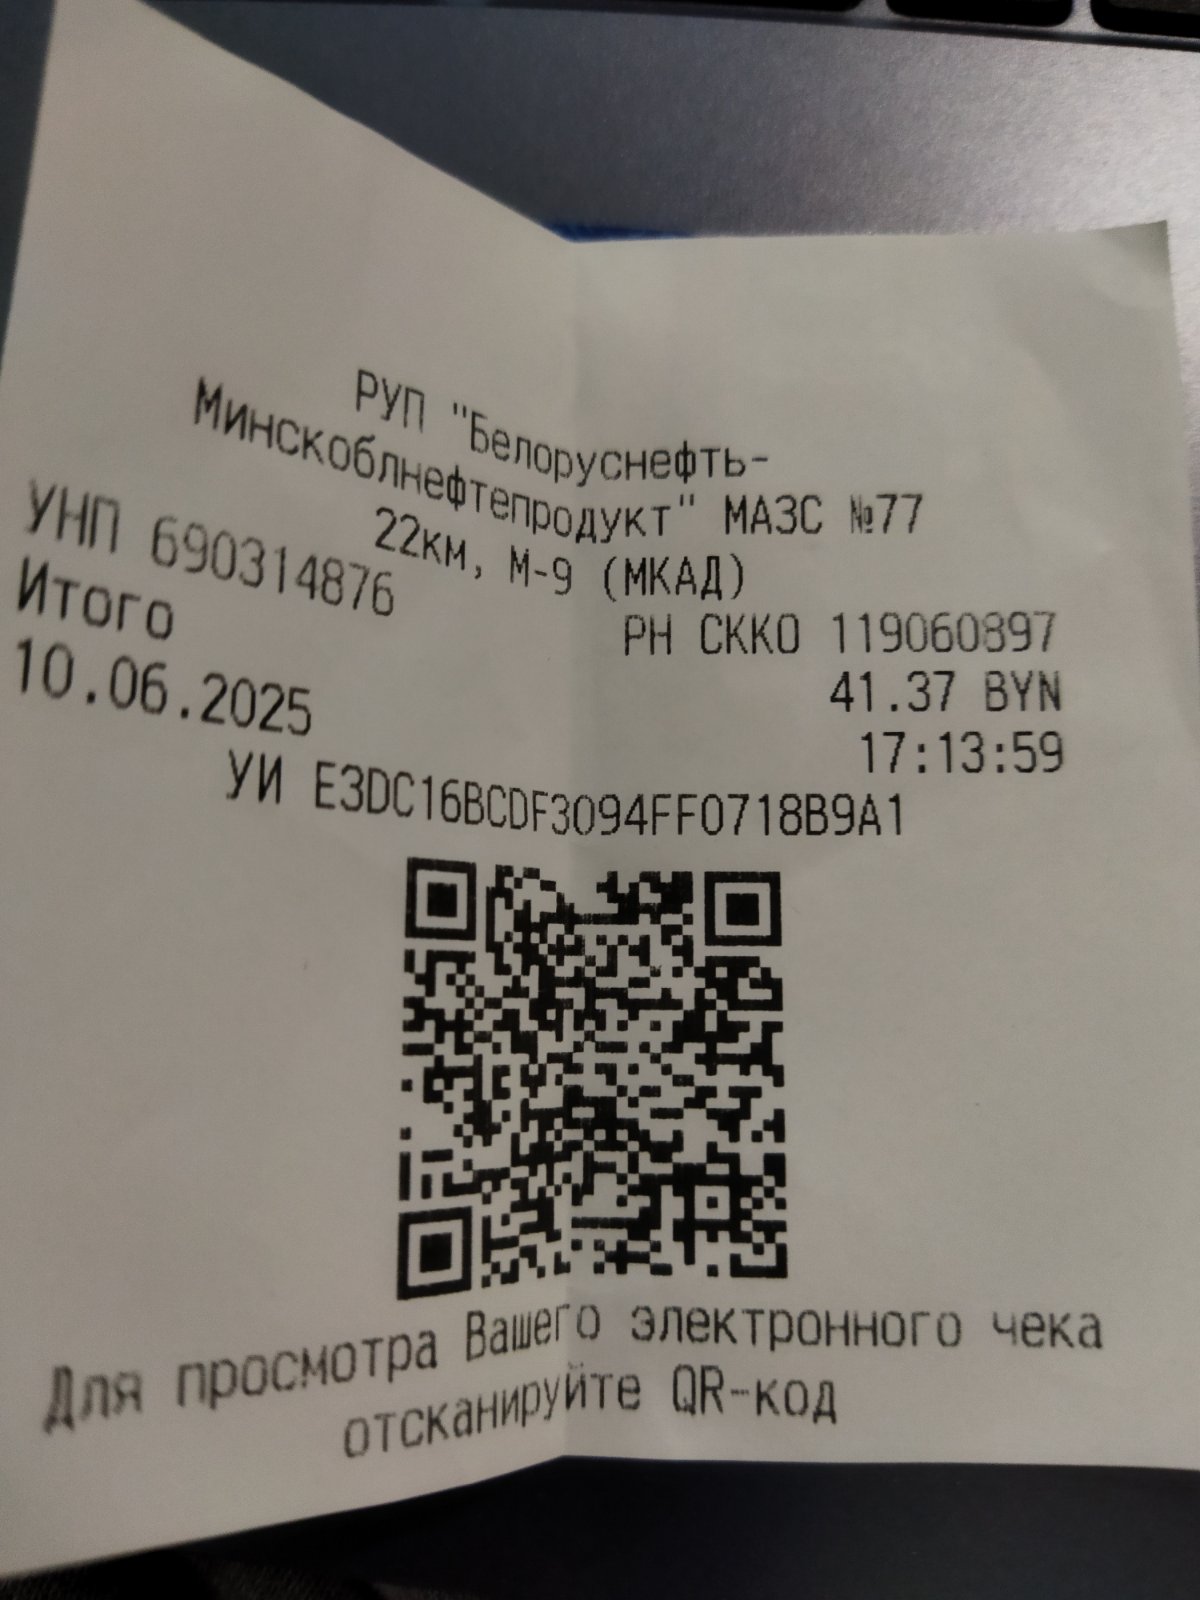 РУП "Белоруснефть-
Минскоблнефтепродукт" МАЗС №77
22км, М-9 (МКАД)
УНП 690314876 РН СККО 119060897
Итого 41.37 BYN
10.06.2025 17:13:59
УИ E3DC16BCDF3094FF0718B9A1
Для просмотра Вашего электронного чека
отсканируйте QR-код